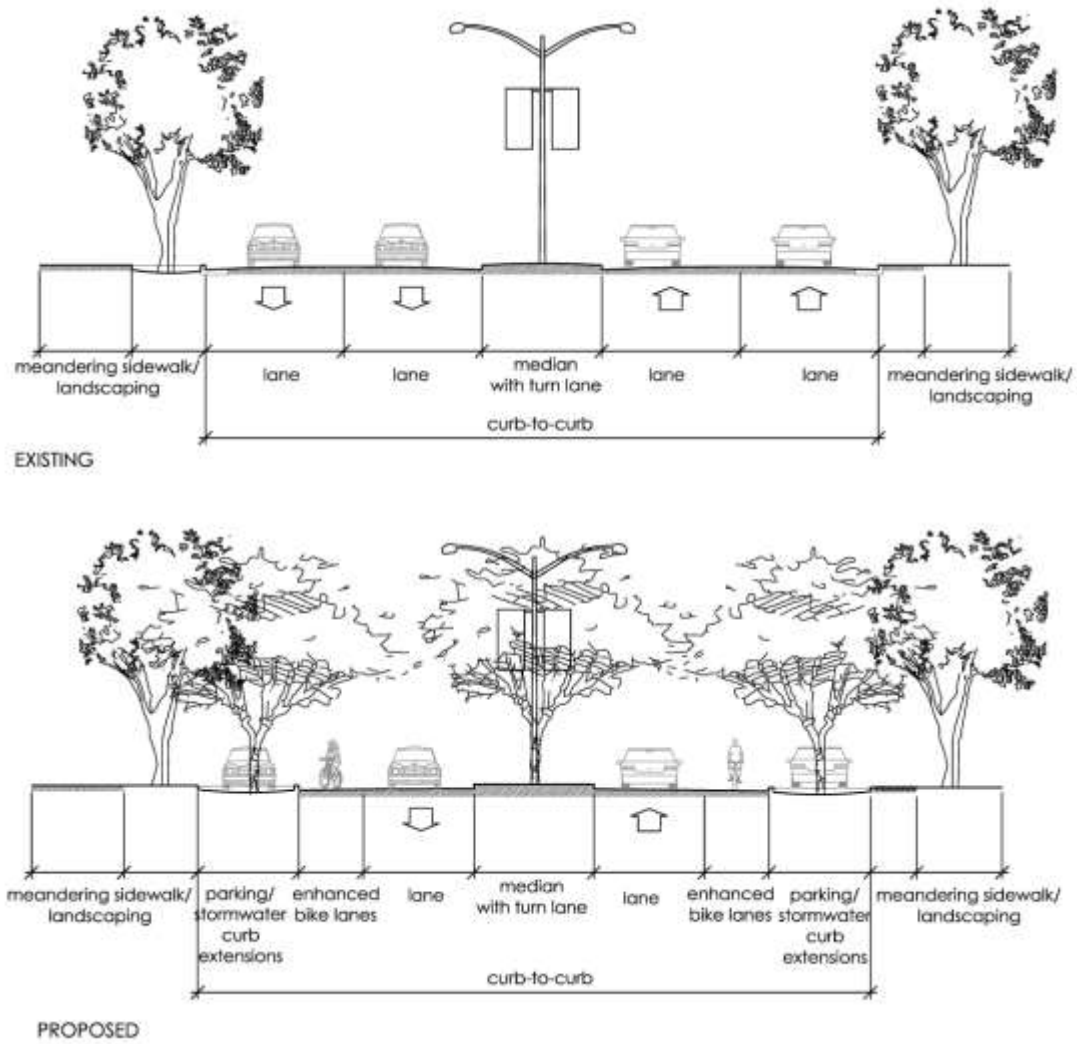 meandering sidewalk/
landscaping
lane
lane
median
with turn lane
lane
lane
meandering sidewalk/
landscaping
curb-to-curb
EXISTING
meandering sidewalk/
landscaping
parking/
stormwater
curb
extensions
enhanced
bike lanes
lane
median
with turn lane
lane
enhanced
bike lanes
parking/
stormwater
curb
extensions
meandering sidewalk/
landscaping
curb-to-curb
PROPOSED